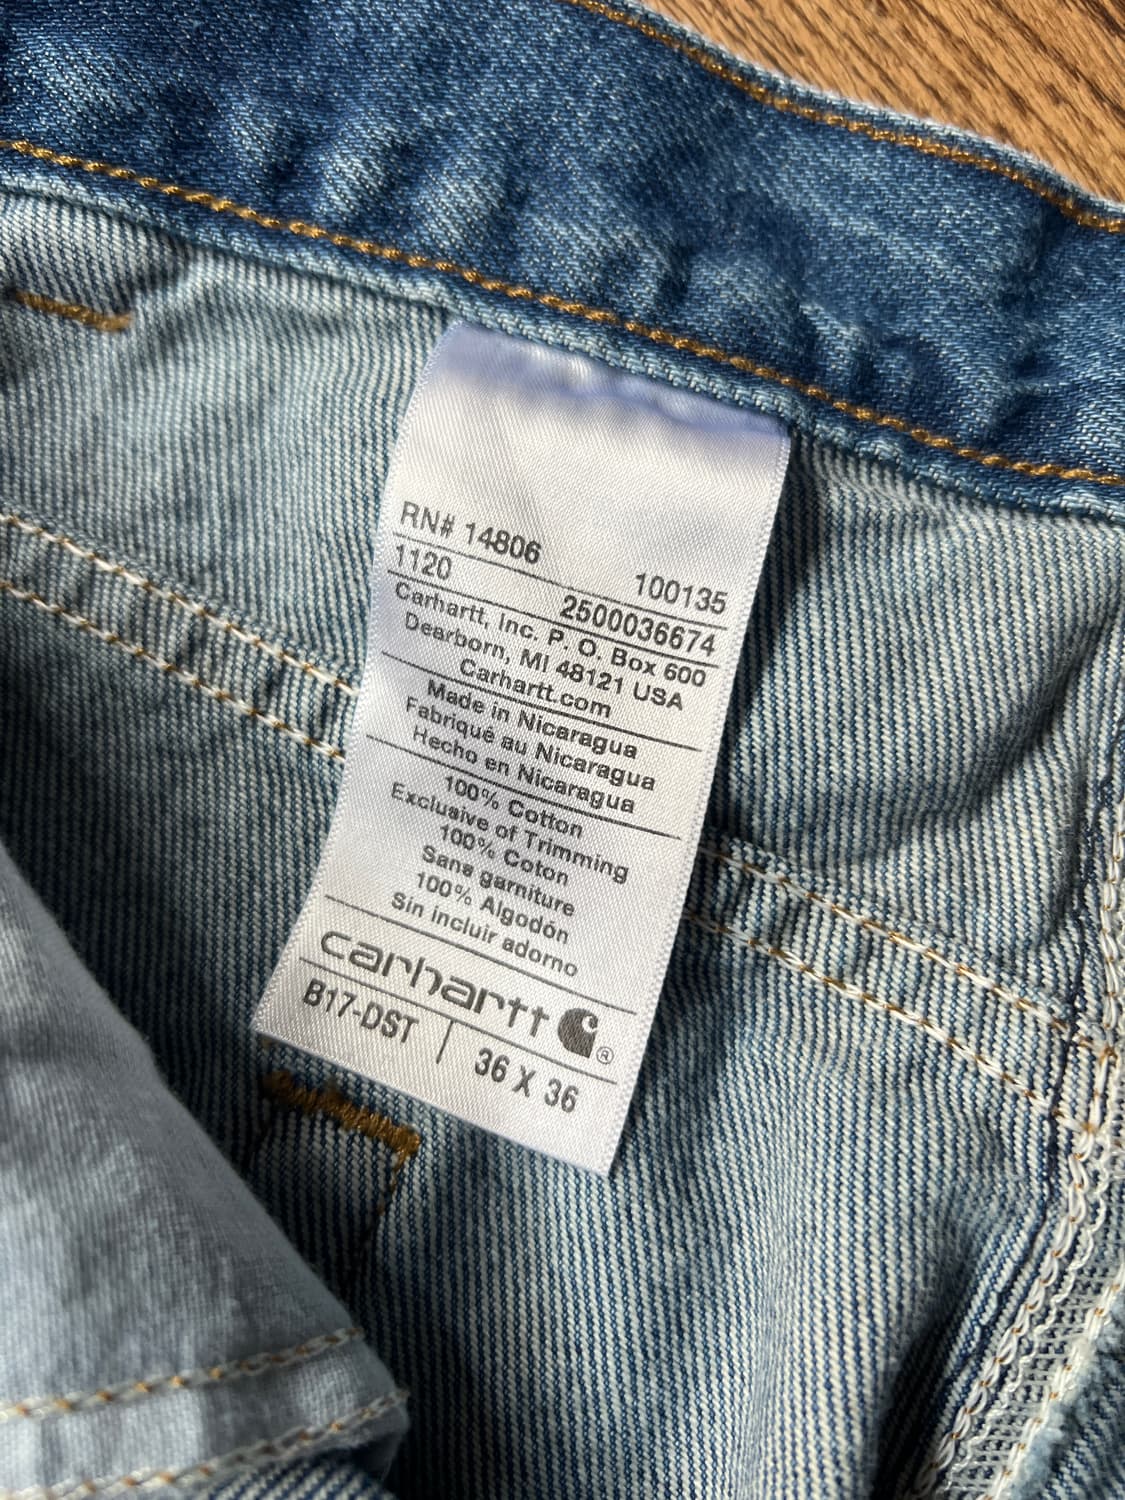 RN# 14806 100135
1120 2500036674
Carhartt, Inc. P. O. Box 600
Dearborn, MI 48121 USA
Carhartt.com
Made in Nicaragua
Fabriqué au Nicaragua
Hecho en Nicaragua
100% Cotton
Exclusive of Trimming
100% Coton
Sans garniture
100% Algodón
Sin incluir adorno
carhartt ®
B17-DST | 36 X 36